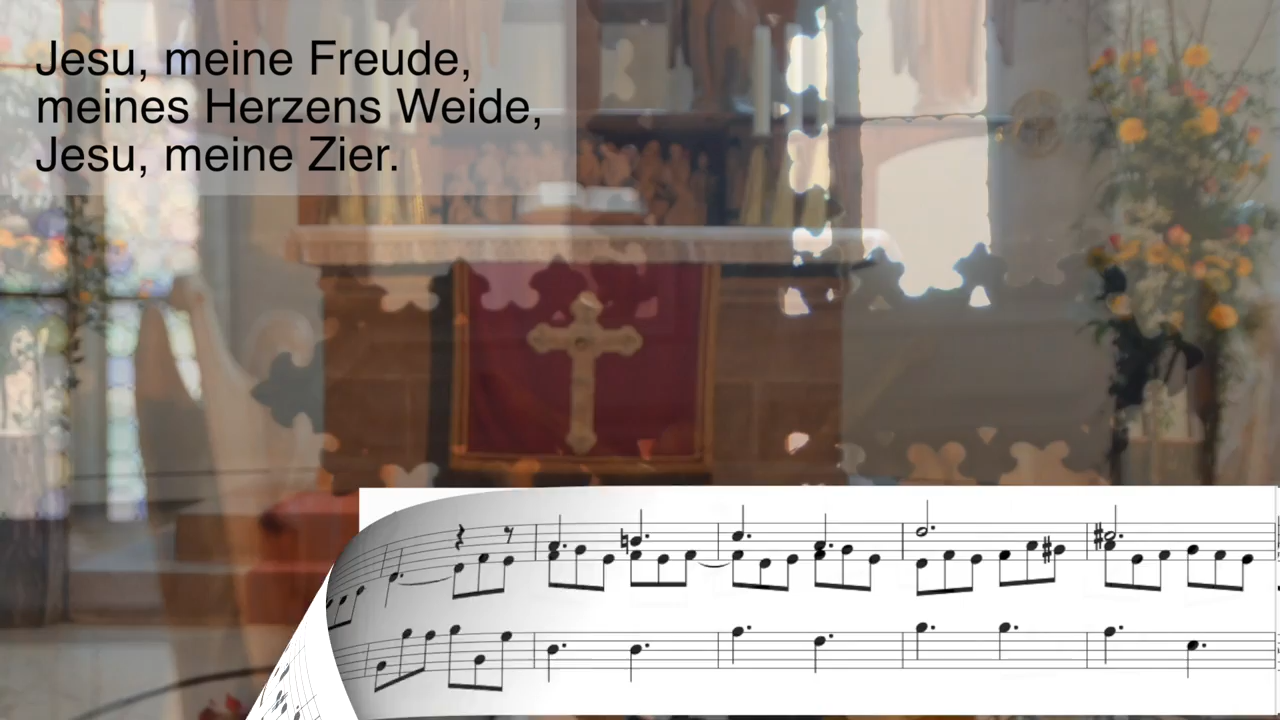 Jesu, meine Freude,
meines Herzens Weide,
Jesu, meine Zier.